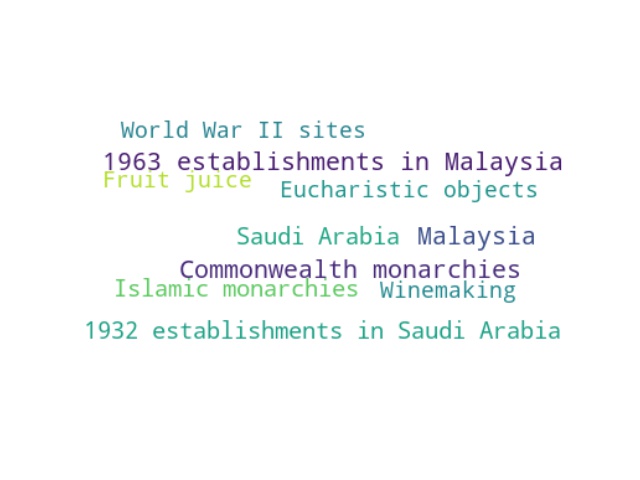 World War II sites
1963 establishments in Malaysia
Fruit juice
Eucharistic objects
Saudi Arabia
Malaysia
Commonwealth monarchies
Islamic monarchies
Winemaking
1932 establishments in Saudi Arabia